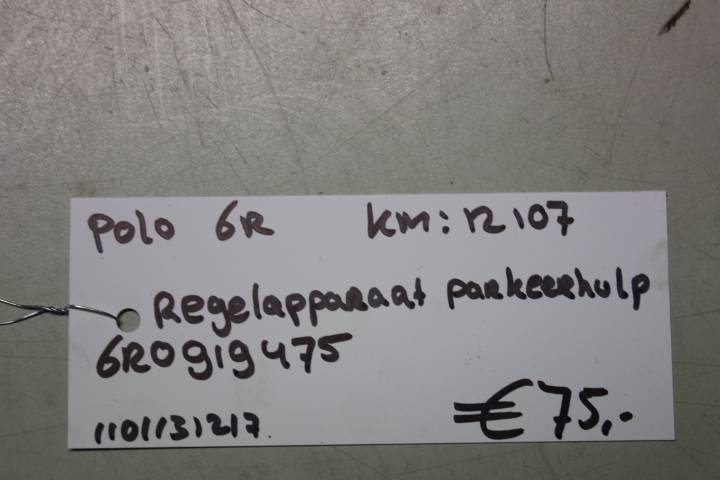 Polo 6R KM: 12107
Regelapparaat parkeerhulp
6R0919475
1101131217
€75,-